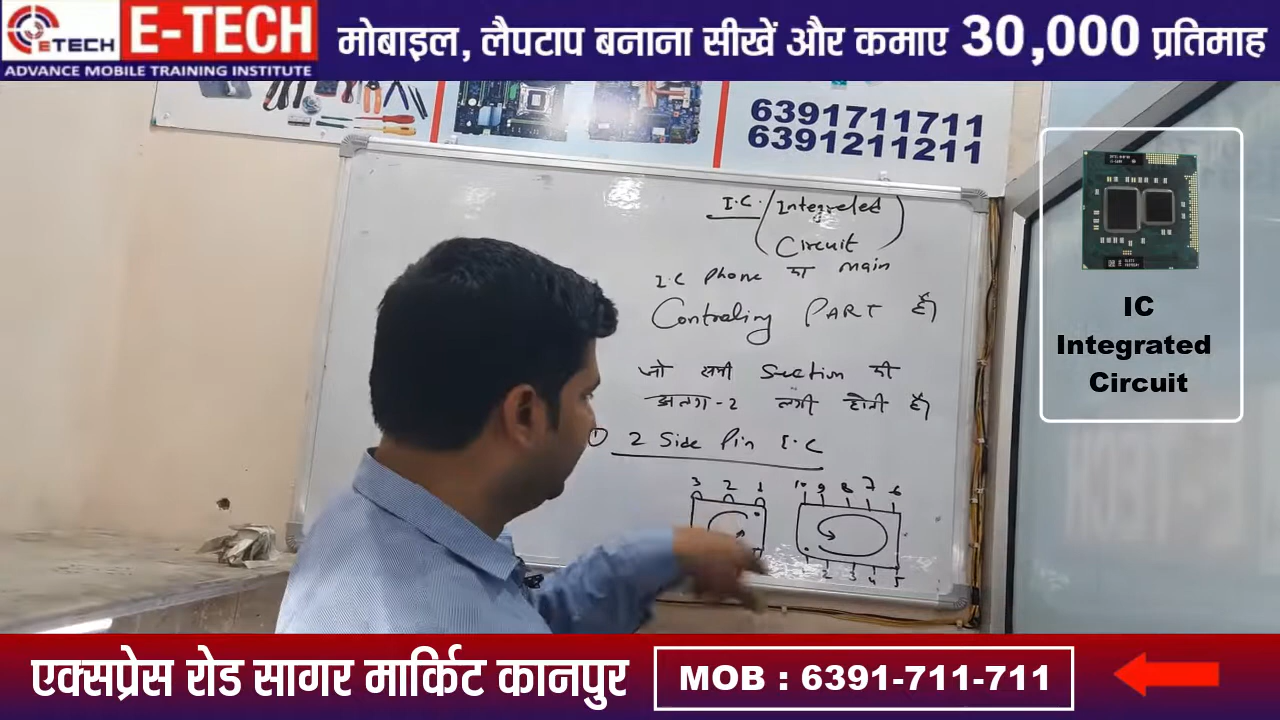 ETECH E-TECH
ADVANCE MOBILE TRAINING INSTITUTE
मोबाइल, लैपटाप बनाना सीखें और कमाए 30,000 प्रतिमाह
6391711711
6391211211
I.C. (Integreted
Circuit)
I.C Phone का main
Controling PART है।
जो सभी Section की
अलग-2 लगी होती है।
① 2 Side Pin I.C
3 2 1 10 9 8 7 6
2 3 4 5
IC
Integrated
Circuit
एक्सप्रेस रोड सागर मार्किट कानपुर
MOB : 6391-711-711